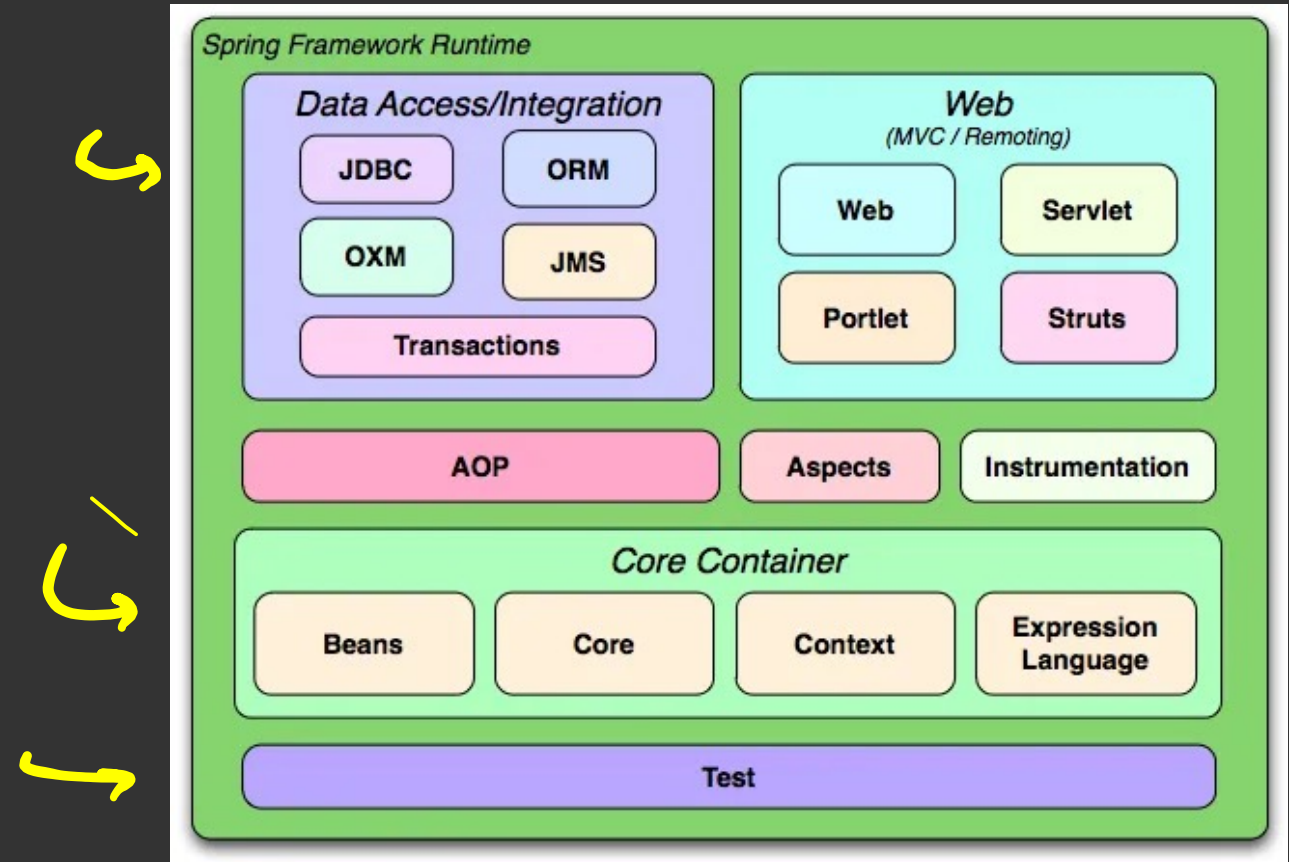 Spring Framework Runtime
Data Access/Integration
JDBC
ORM
OXM
JMS
Transactions
Web
(MVC / Remoting)
Web
Servlet
Portlet
Struts
AOP
Aspects
Instrumentation
Core Container
Beans
Core
Context
Expression
Language
Test